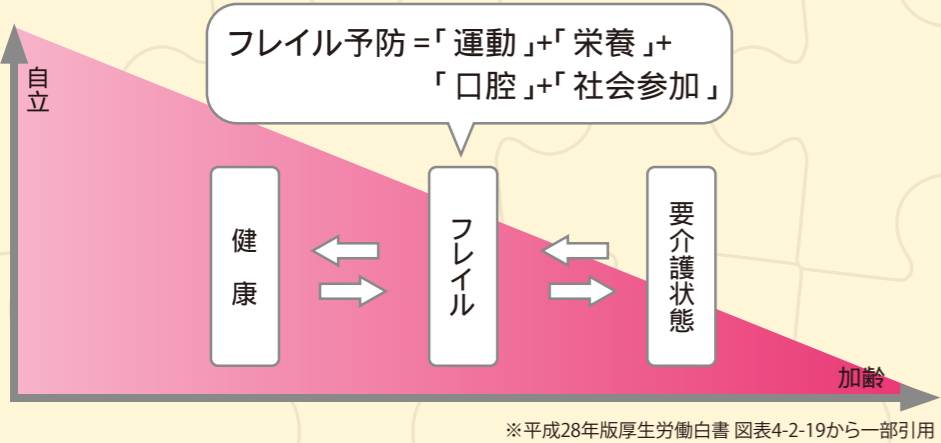 フレイル予防=「運動」+「栄養」+
「口腔」+「社会参加」
自立
健康
フレイル
要介護状態
加齢
※平成28年版厚生労働白書 図表4-2-19から一部引用